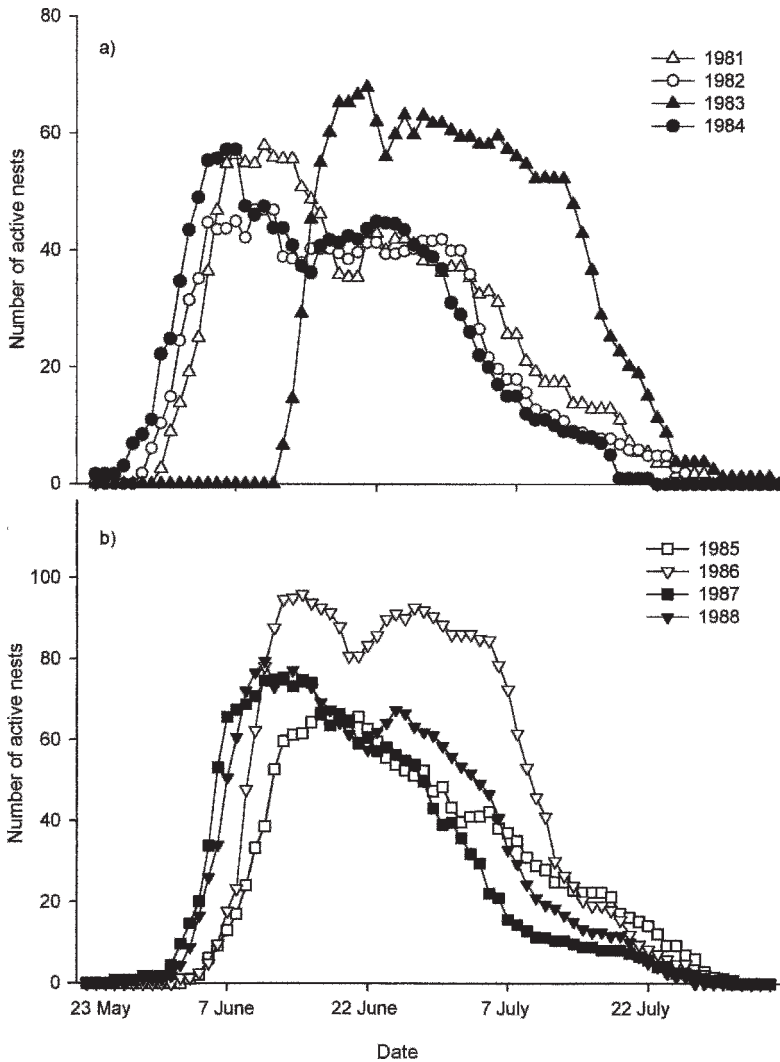 80
a)
1981
1982
1983
1984
60
40
20
0
Number of active nests
b)
1985
1986
1987
1988
100
80
60
40
20
0
Number of active nests
23 May
7 June
22 June
7 July
22 July
Date